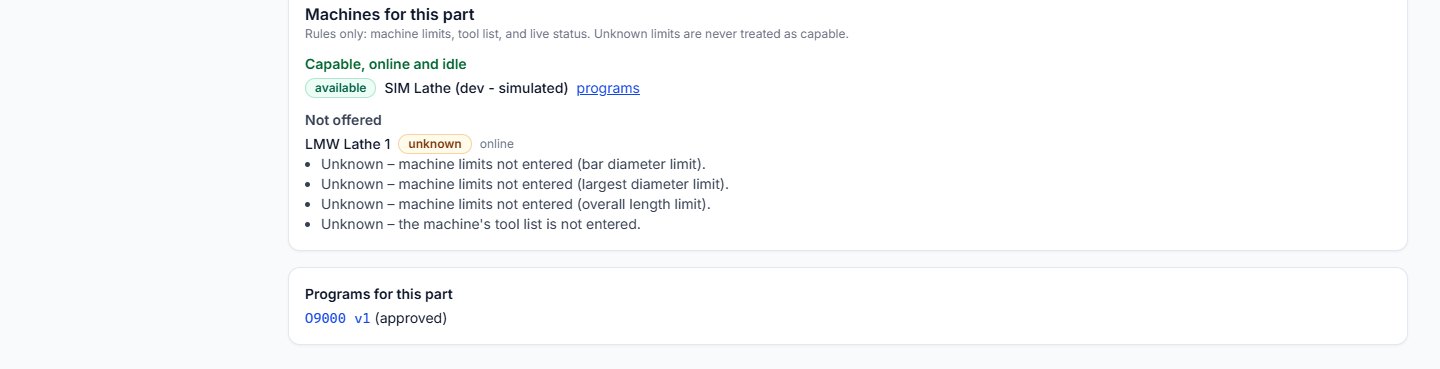 Machines for this part
Rules only: machine limits, tool list, and live status. Unknown limits are never treated as capable.
Capable, online and idle
available SIM Lathe (dev - simulated) programs
Not offered
LMW Lathe 1 unknown online
• Unknown – machine limits not entered (bar diameter limit).
• Unknown – machine limits not entered (largest diameter limit).
• Unknown – machine limits not entered (overall length limit).
• Unknown – the machine's tool list is not entered.
Programs for this part
O9000 v1 (approved)